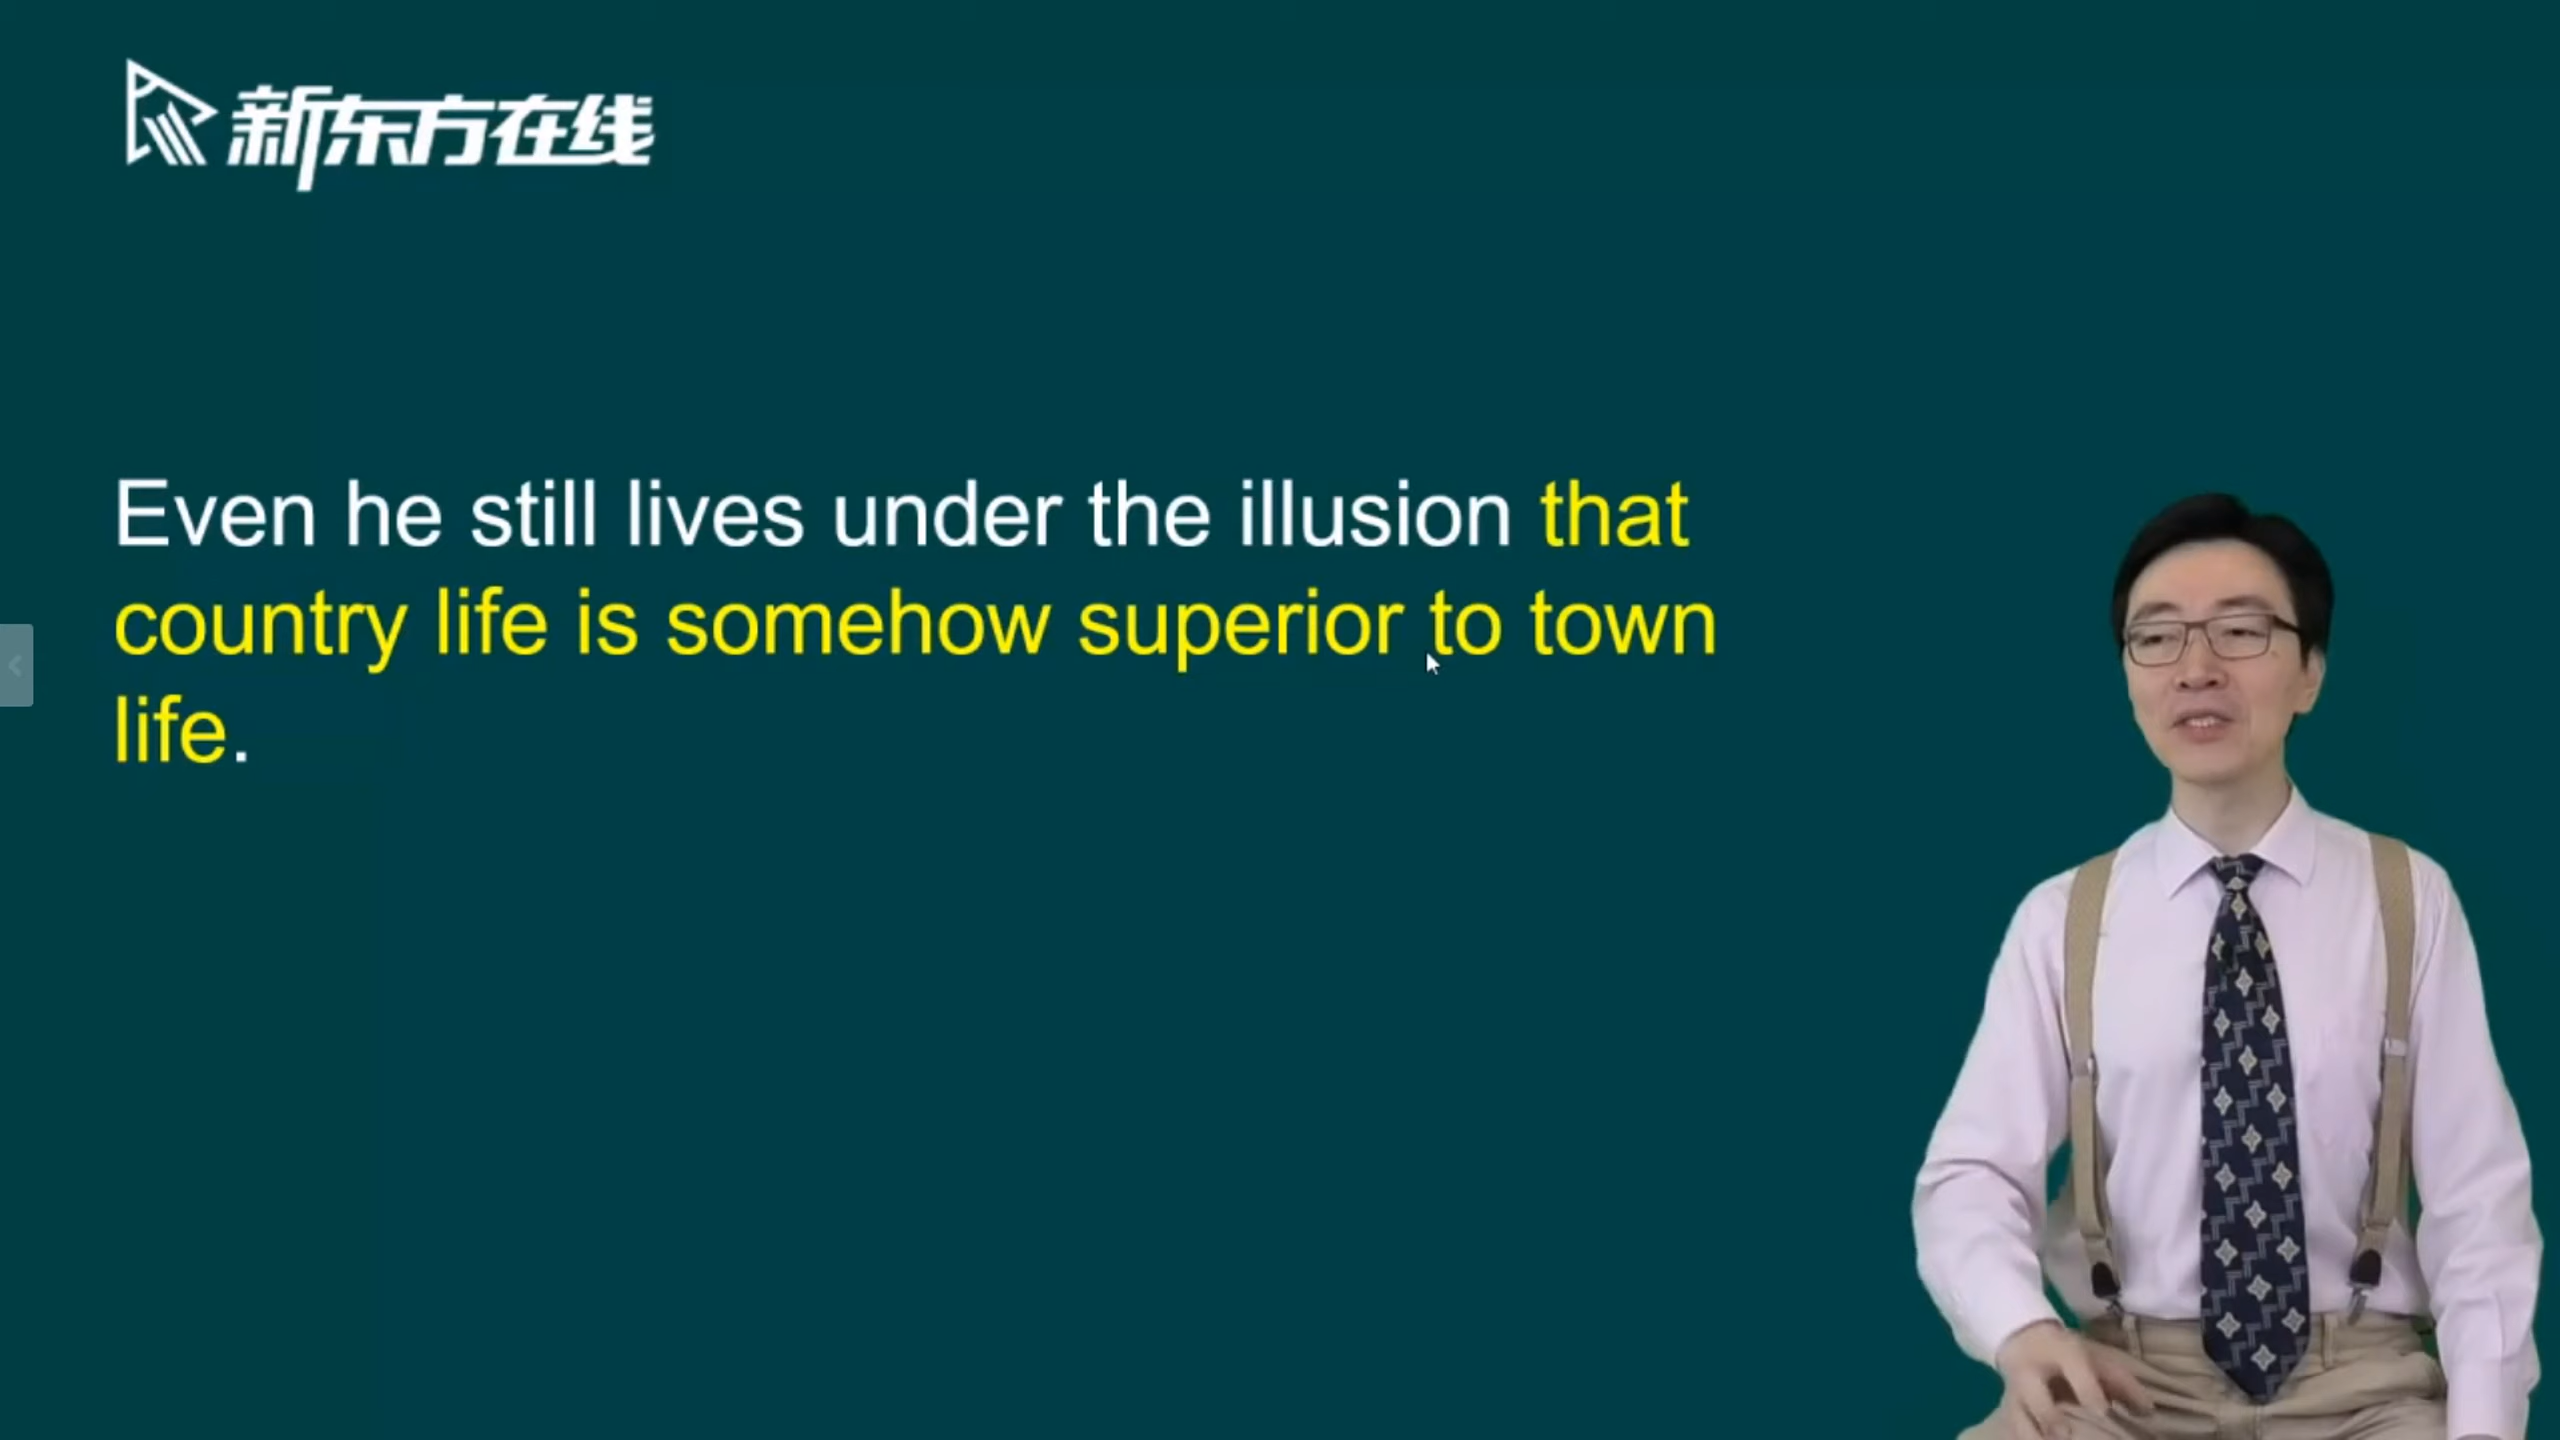 新东方在线
Even he still lives under the illusion that
country life is somehow superior to town
life.